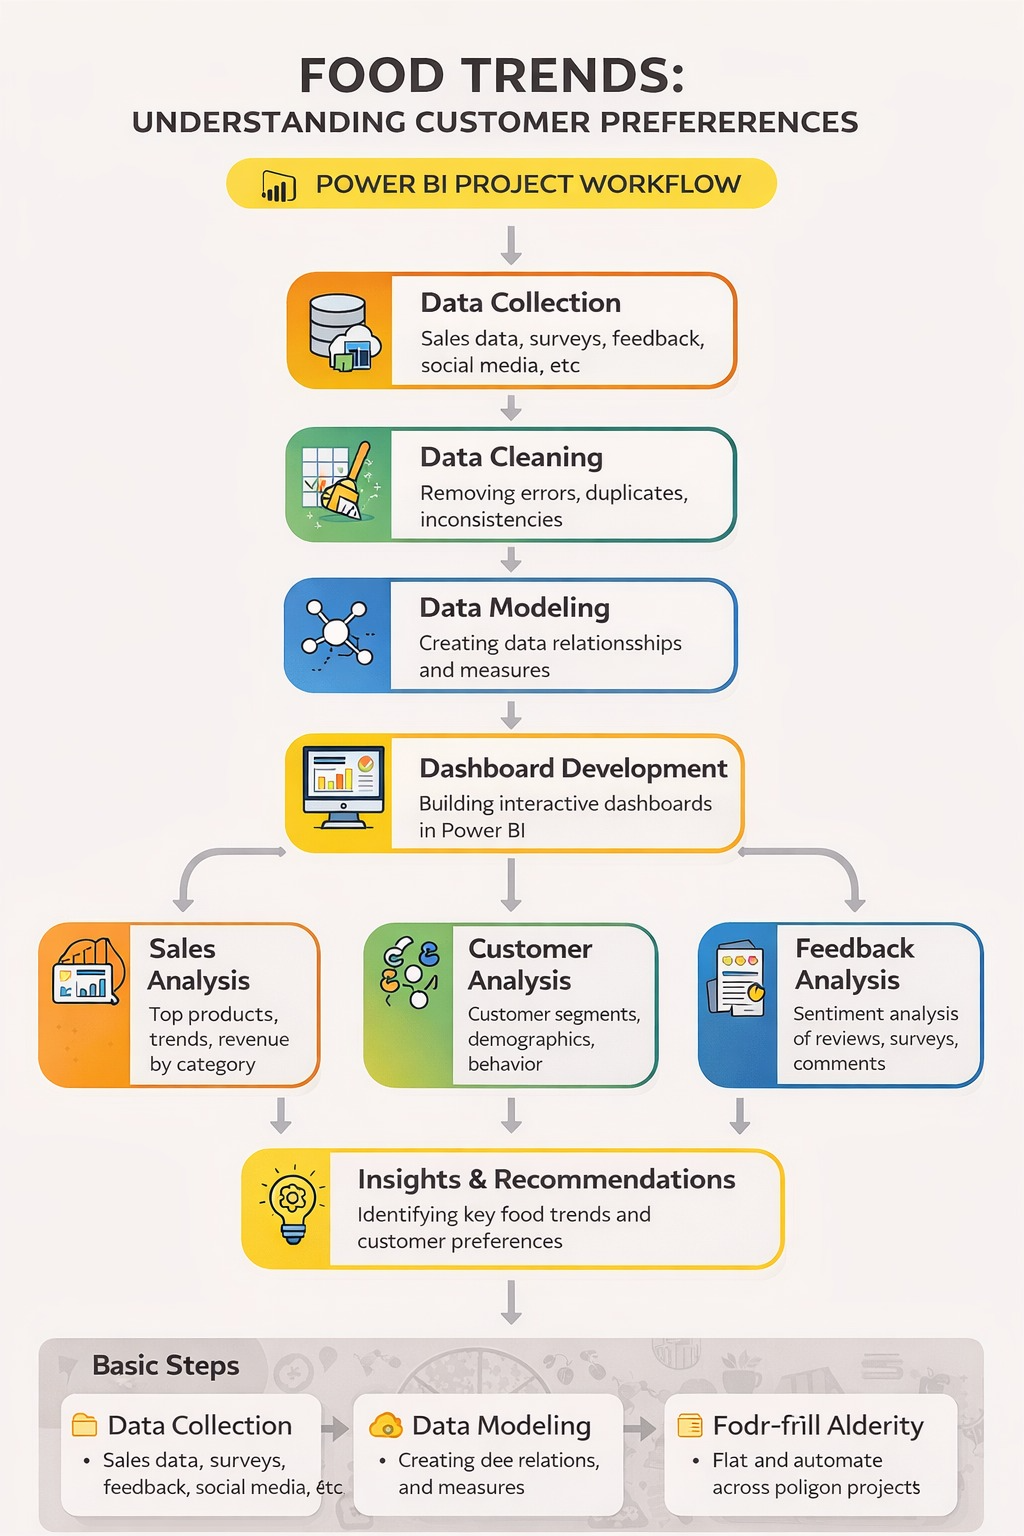 FOOD TRENDS:
UNDERSTANDING CUSTOMER PREFERERENCES
POWER BI PROJECT WORKFLOW
Data Collection
Sales data, surveys, feedback,
social media, etc
Data Cleaning
Removing errors, duplicates,
inconsistencies
Data Modeling
Creating data relationsships
and measures
Dashboard Development
Building interactive dashboards
in Power BI
Sales
Analysis
Top products,
trends, revenue
by category
Customer
Analysis
Customer segments,
demographics,
behavior
Feedback
Analysis
Sentiment analysis
of reviews, surveys,
comments
Insights & Recommendations
Identifying key food trends and
customer preferences
Basic Steps
Data Collection
• Sales data, surveys,
feedback, social media, etc
Data Modeling
• Creating dee relations,
and measures
Fodr-frill Alderity
• Flat and automate
across poligon projects